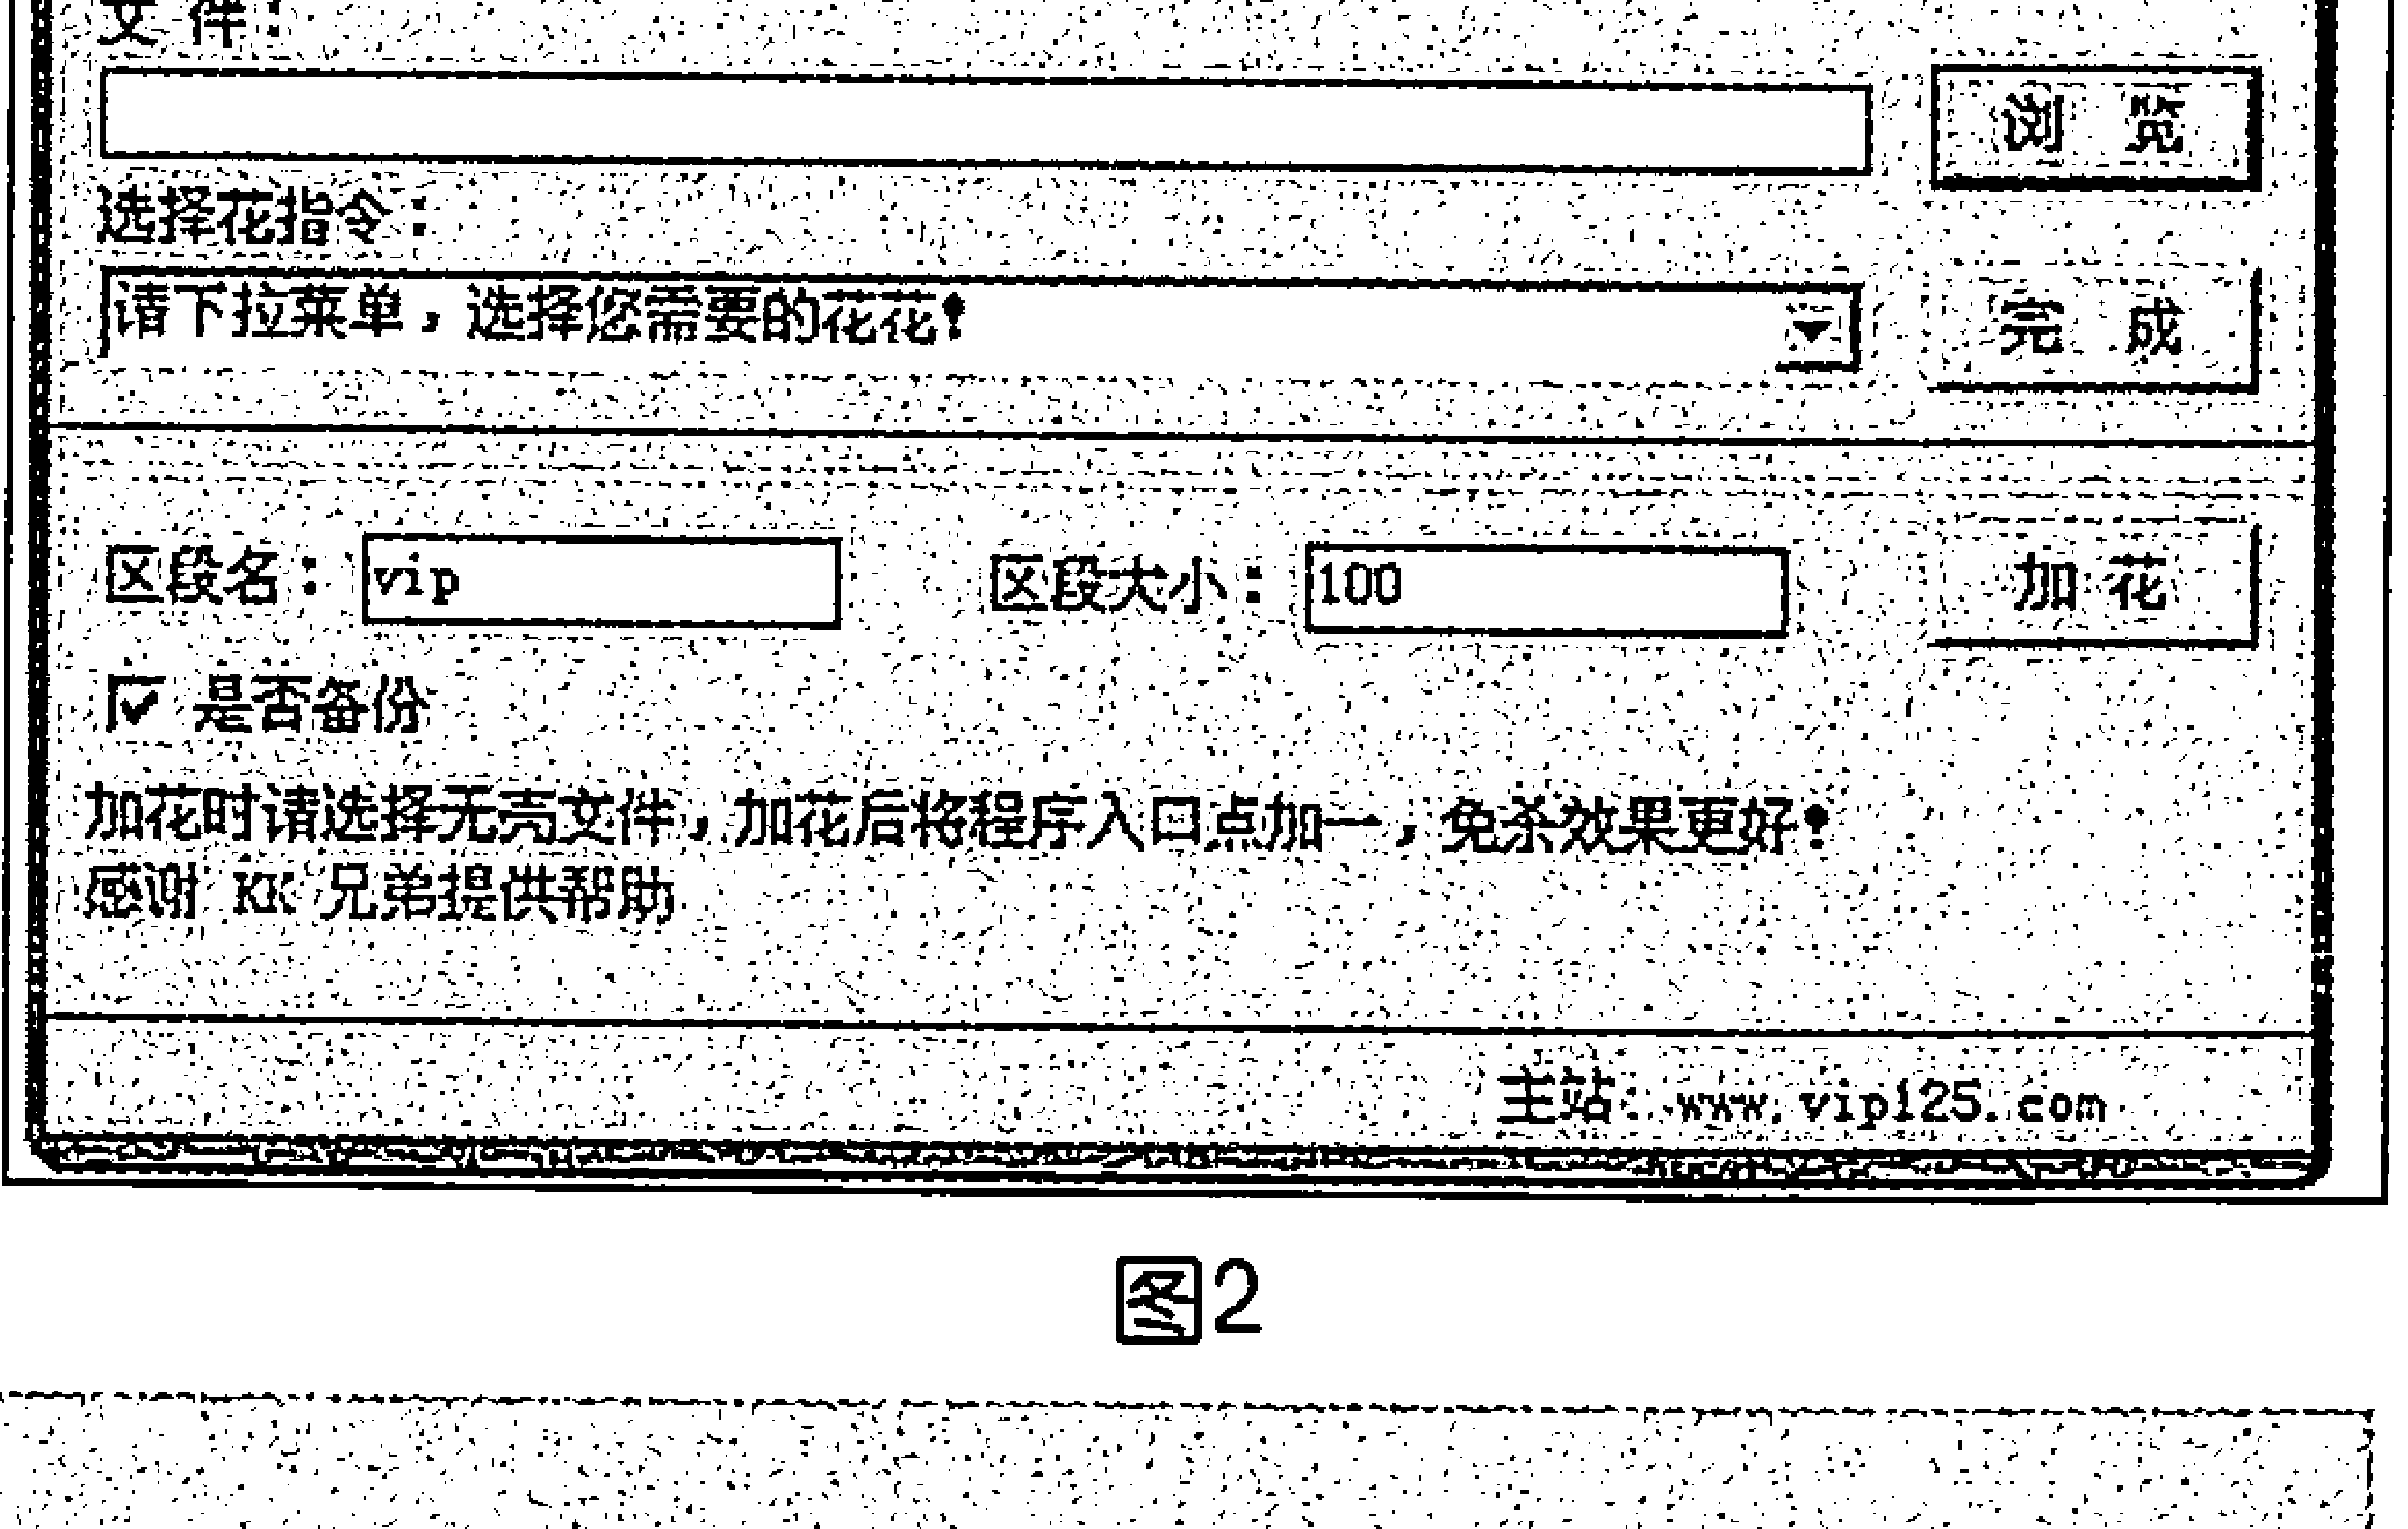 文件：
浏 览
选择花指令：
请下拉菜单，选择您需要的花花！
完 成
区段名： vip 区段大小： 100 加 花
是否备份
加花时请选择无壳文件，加花后将程序入口点加一，免杀效果更好！
感谢 KK 兄弟提供帮助
主站：www.vip125.com
图2